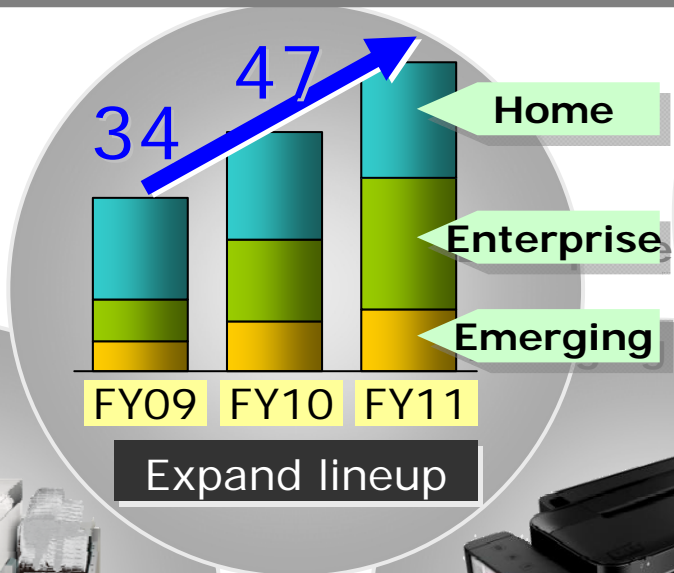 47
34
Home
Enterprise
Emerging
FY09 FY10 FY11
Expand lineup